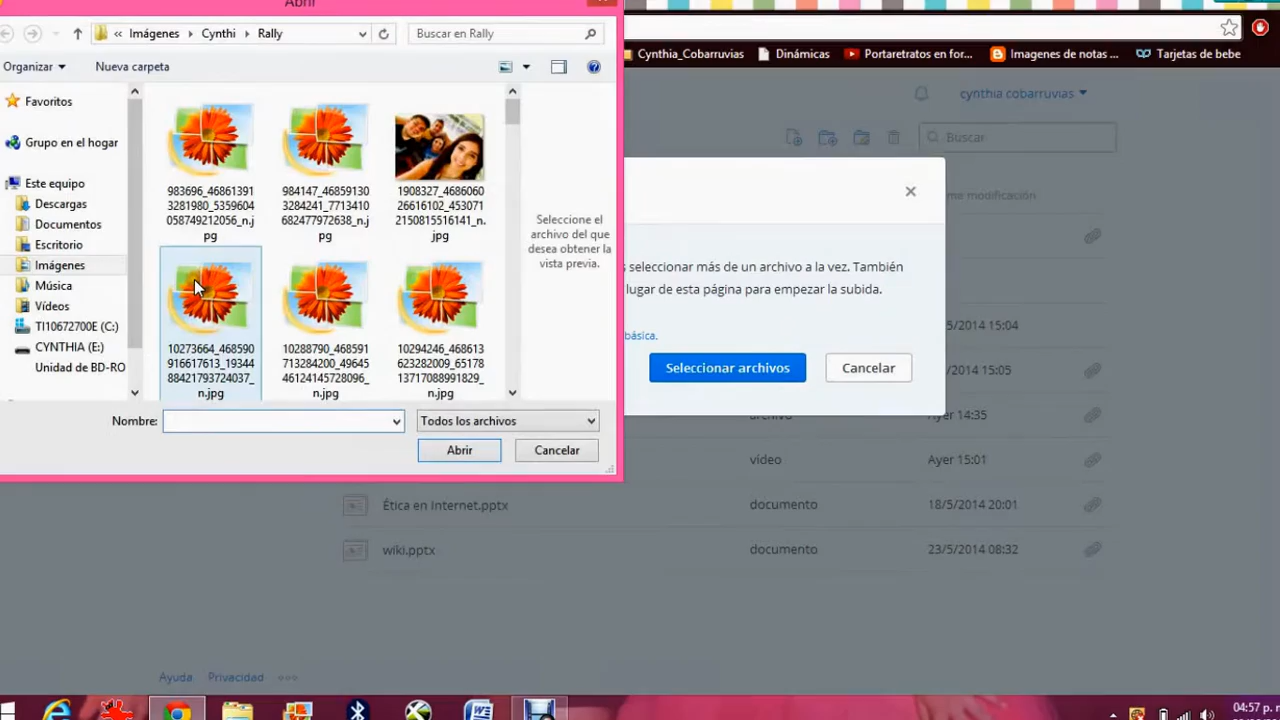 Abrir
« Imágenes › Cynthi › Rally
Buscar en Rally
Organizar
Nueva carpeta
Favoritos
Grupo en el hogar
Este equipo
Descargas
Documentos
Escritorio
Imágenes
Música
Vídeos
TI10672700E (C:)
CYNTHIA (E:)
Unidad de BD-RO
983696_46861391
3281980_5359604
058749212056_n.j
pg
984147_46859130
3284241_7713410
682477972638_n.j
pg
1908327_4686060
26616102_453071
2150815516141_n.
jpg
10273664_468590
916617613_19344
88421793724037_
n.jpg
10288790_468591
713284200_49645
46124145728096_
n.jpg
10294246_468613
623282009_65178
13717088991829_
n.jpg
Seleccione el
archivo del que
desea obtener la
vista previa.
Nombre:
Todos los archivos
Abrir
Cancelar
Cynthia_Cobarruvias
Dinámicas
Portaretratos en for...
Imagenes de notas ...
Tarjetas de bebe
cynthia cobarruvias
Buscar
ma modificación
s seleccionar más de un archivo a la vez. También
lugar de esta página para empezar la subida.
básica.
Seleccionar archivos
Cancelar
5/2014 15:04
5/2014 15:05
archivo
Ayer 14:35
vídeo
Ayer 15:01
Ética en Internet.pptx
documento
18/5/2014 20:01
wiki.pptx
documento
23/5/2014 08:32
Ayuda
Privacidad
04:57 p.